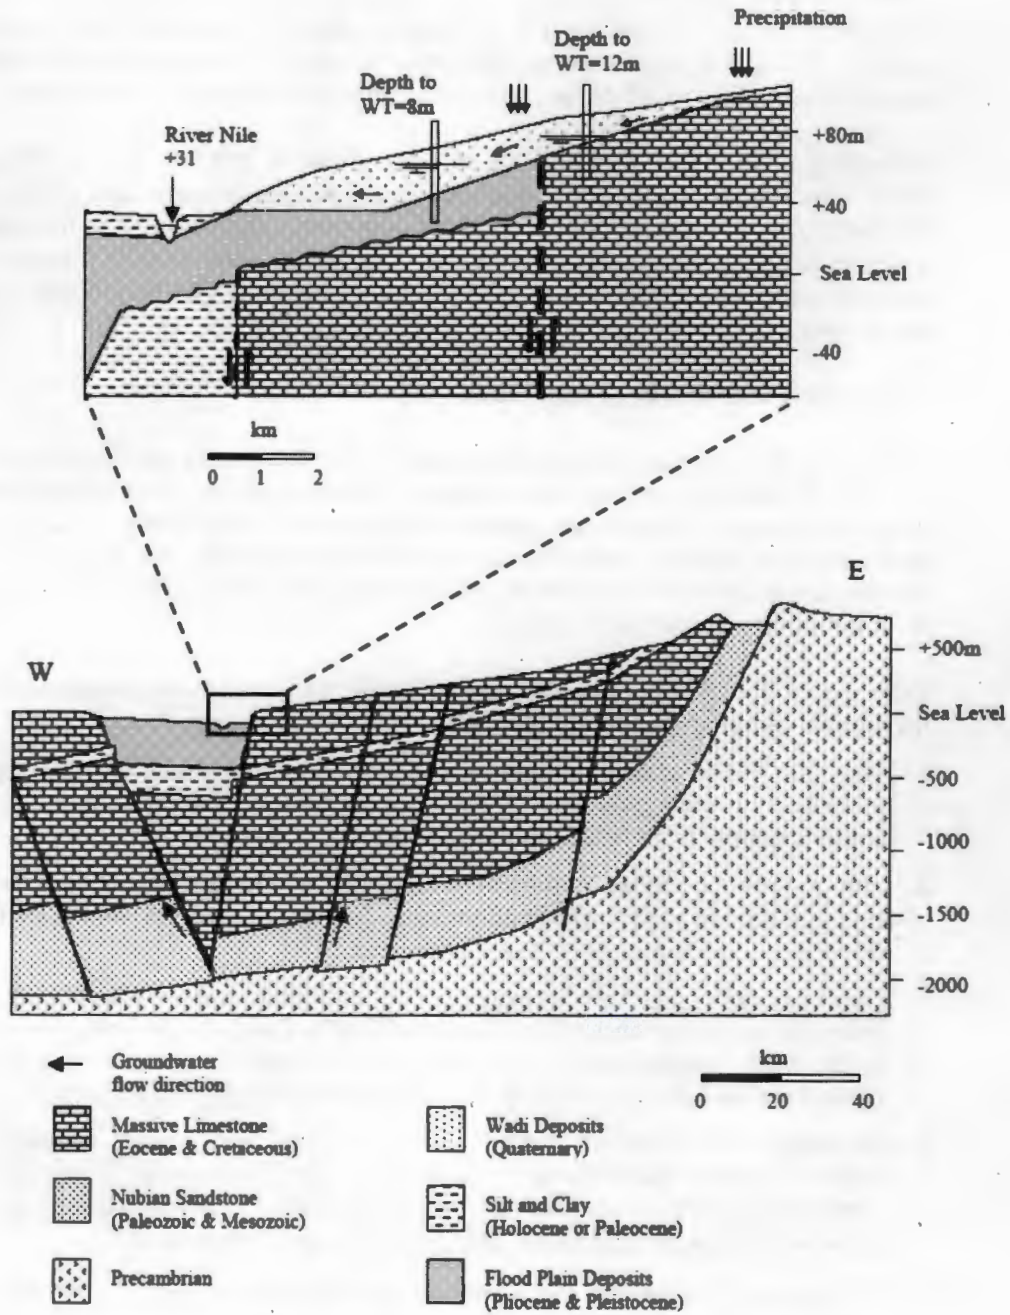 Precipitation
Depth to
WT=12m
Depth to
WT=8m
River Nile
+31
+80m
+40
Sea Level
-40
km
0 1 2
E
W
+500m
Sea Level
-500
-1000
-1500
-2000
km
0 20 40
Groundwater
flow direction
Massive Limestone
(Eocene & Cretaceous)
Wadi Deposits
(Quaternary)
Nubian Sandstone
(Paleozoic & Mesozoic)
Silt and Clay
(Holocene or Paleocene)
Precambrian
Flood Plain Deposits
(Pliocene & Pleistocene)